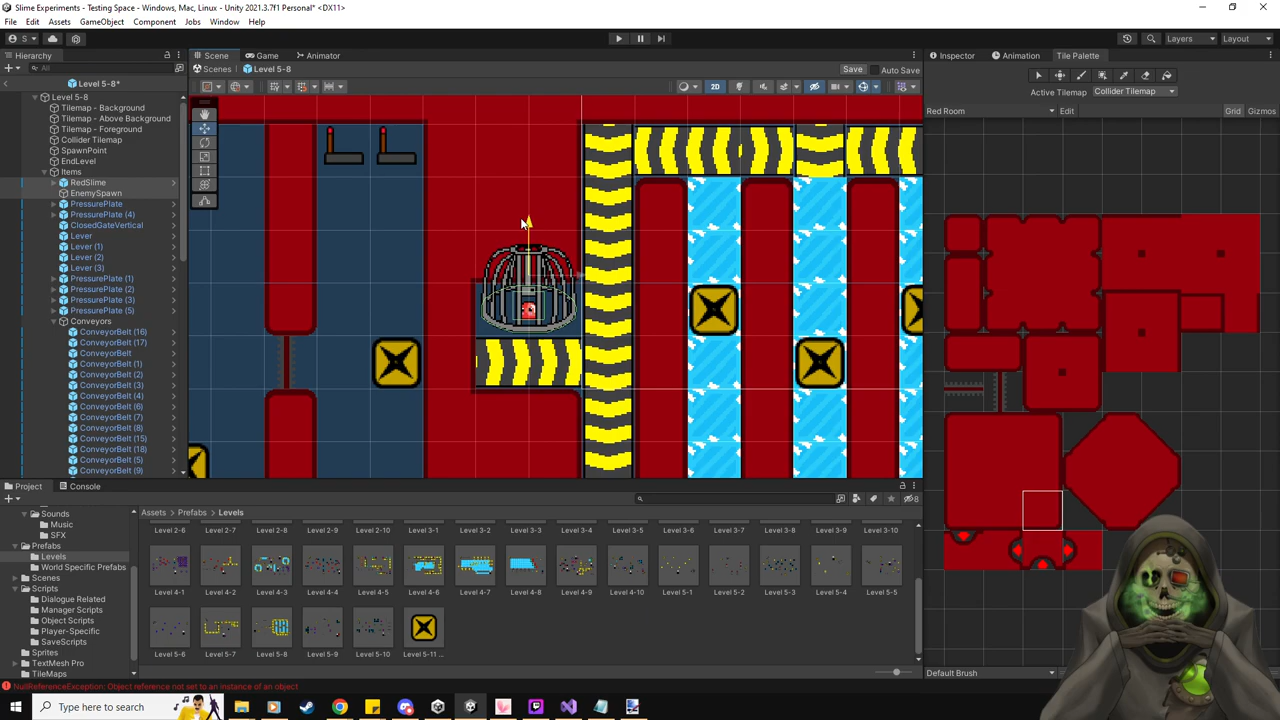 Slime Experiments - Testing Space - Windows, Mac, Linux - Unity 2021.3.7f1 Personal* <DX11>
File Edit Assets GameObject Component Jobs Window Help
S Layers Layout
Hierarchy Scene Game Animator Inspector Animation Tile Palette
All Scenes Level 5-8 Save Auto Save
Level 5-8*
2D
Active Tilemap Collider Tilemap
Red Room Edit Grid Gizmos
Level 5-8
Tilemap - Background
Tilemap - Above Background
Tilemap - Foreground
Collider Tilemap
SpawnPoint
EndLevel
Items
RedSlime
EnemySpawn
PressurePlate
PressurePlate (4)
ClosedGateVertical
Lever
Lever (1)
Lever (2)
Lever (3)
PressurePlate (1)
PressurePlate (2)
PressurePlate (3)
PressurePlate (5)
Conveyors
ConveyorBelt (16)
ConveyorBelt (17)
ConveyorBelt
ConveyorBelt (1)
ConveyorBelt (2)
ConveyorBelt (3)
ConveyorBelt (4)
ConveyorBelt (6)
ConveyorBelt (7)
ConveyorBelt (8)
ConveyorBelt (15)
ConveyorBelt (18)
ConveyorBelt (5)
ConveyorBelt (9)
Project Console
8
Assets Prefabs Levels
Sounds
Music
SFX
Prefabs
Levels
World Specific Prefabs
Scenes
Scripts
Dialogue Related
Manager Scripts
Object Scripts
Player-Specific
SaveScripts
Sprites
TextMesh Pro
TileMaps
Level 2-6 Level 2-7 Level 2-8 Level 2-9 Level 2-10 Level 3-1 Level 3-2 Level 3-3 Level 3-4 Level 3-5 Level 3-6 Level 3-7 Level 3-8 Level 3-9 Level 3-10
Level 4-1 Level 4-2 Level 4-3 Level 4-4 Level 4-5 Level 4-6 Level 4-7 Level 4-8 Level 4-9 Level 4-10 Level 5-1 Level 5-2 Level 5-3 Level 5-4 Level 5-5
Level 5-6 Level 5-7 Level 5-8 Level 5-9 Level 5-10 Level 5-11 ...
Default Brush
NullReferenceException: Object reference not set to an instance of an object
Type here to search